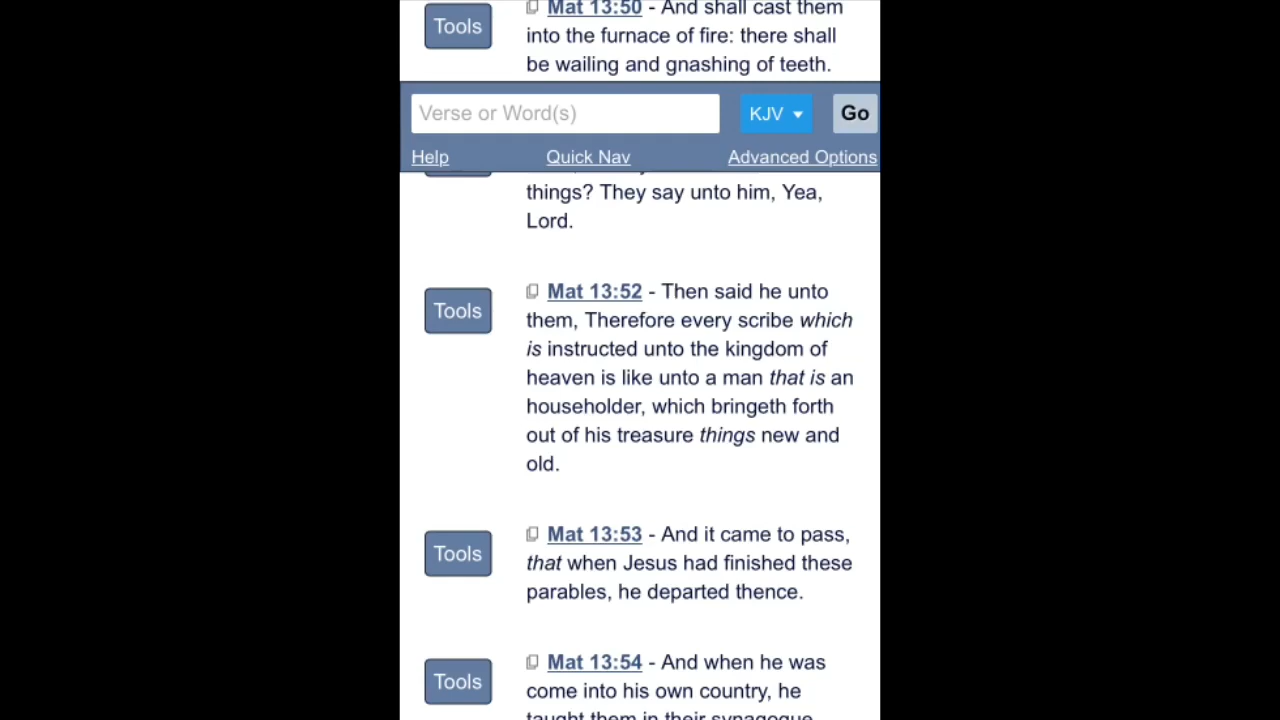 Mat 13:50 - And shall cast them
Tools
into the furnace of fire: there shall
be wailing and gnashing of teeth.
Verse or Word(s)
KJV
Go
Help
Quick Nav
Advanced Options
things? They say unto him, Yea,
Lord.
Mat 13:52 - Then said he unto
Tools
them, Therefore every scribe which
is instructed unto the kingdom of
heaven is like unto a man that is an
householder, which bringeth forth
out of his treasure things new and
old.
Mat 13:53 - And it came to pass,
Tools
that when Jesus had finished these
parables, he departed thence.
Mat 13:54 - And when he was
Tools
come into his own country, he
taught them in their synagogue